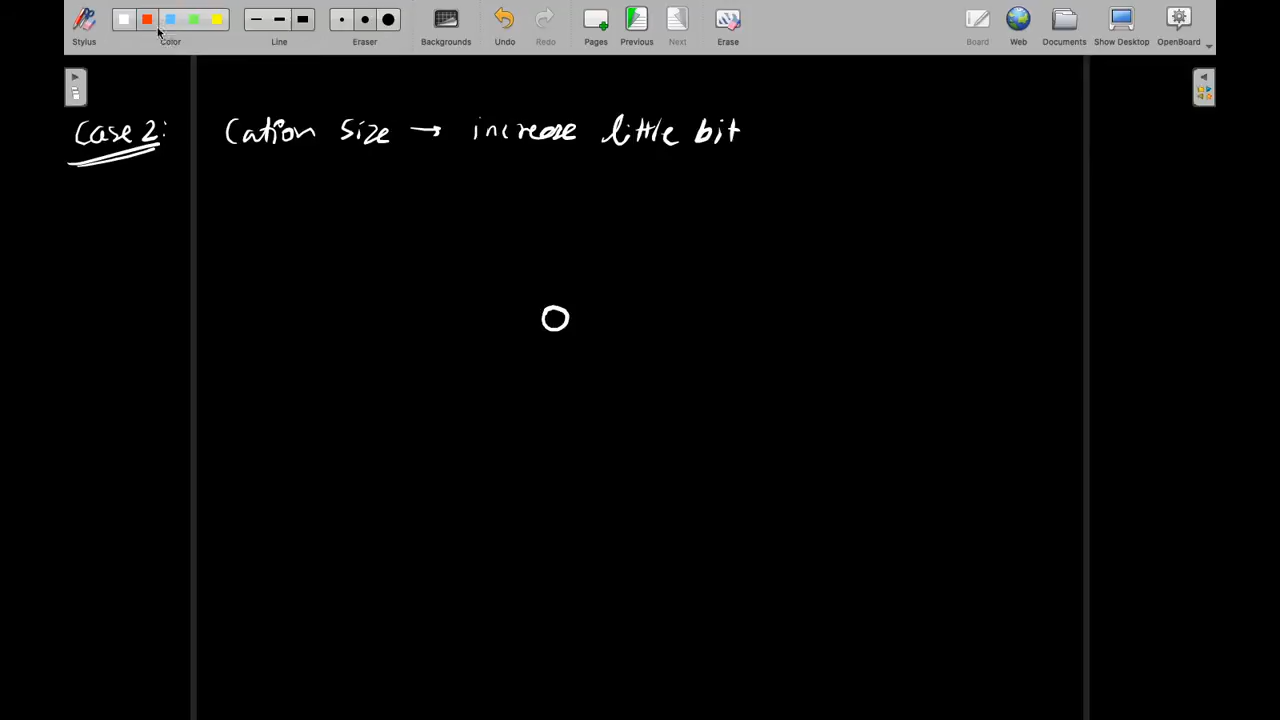 Stylus Color Line Eraser Backgrounds Undo Redo Pages Previous Next Erase Board Web Documents Show Desktop OpenBoard
Case 2: Cation size → increase little bit